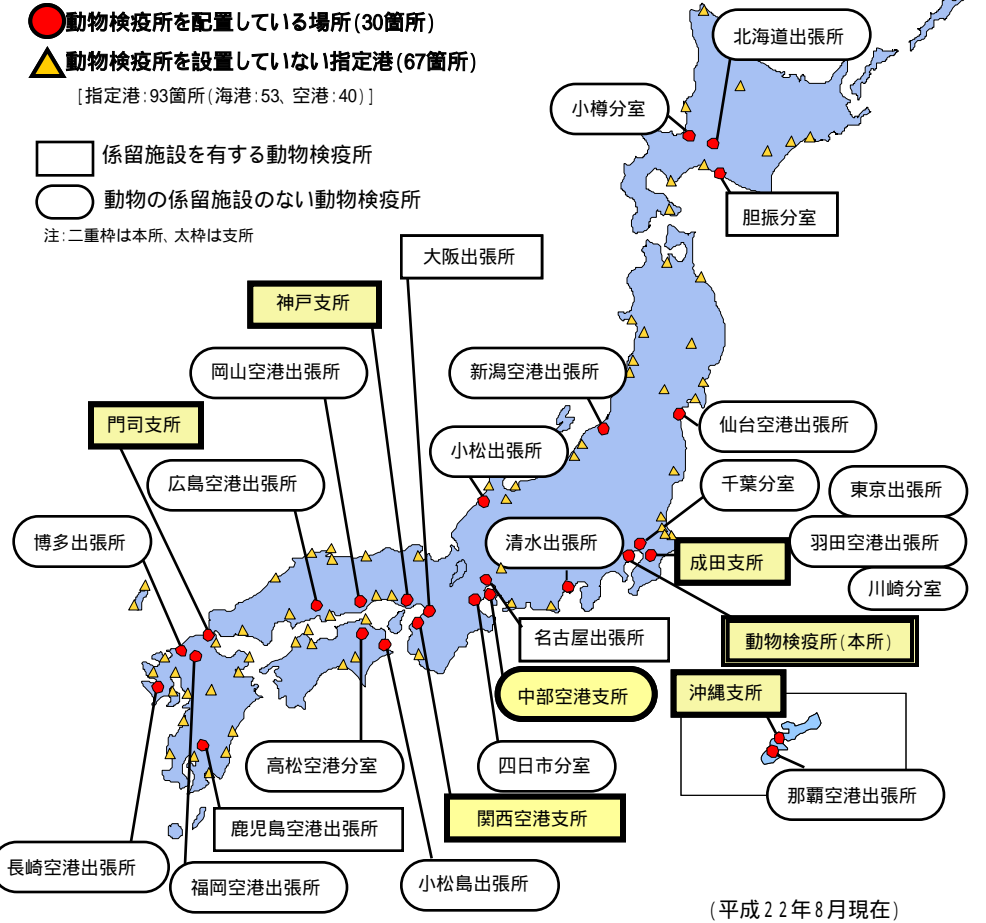 動物検疫所を配置している場所(30箇所)
動物検疫所を設置していない指定港(67箇所)
[指定港:93箇所(海港:53、空港:40)]
係留施設を有する動物検疫所
動物の係留施設のない動物検疫所
注:二重枠は本所、太枠は支所
北海道出張所
小樽分室
胆振分室
大阪出張所
神戸支所
岡山空港出張所
新潟空港出張所
門司支所
仙台空港出張所
小松出張所
広島空港出張所
千葉分室
東京出張所
博多出張所
清水出張所
羽田空港出張所
成田支所
川崎分室
名古屋出張所
動物検疫所(本所)
中部空港支所
沖縄支所
高松空港分室
四日市分室
那覇空港出張所
関西空港支所
鹿児島空港出張所
長崎空港出張所
福岡空港出張所
小松島出張所
(平成22年8月現在)